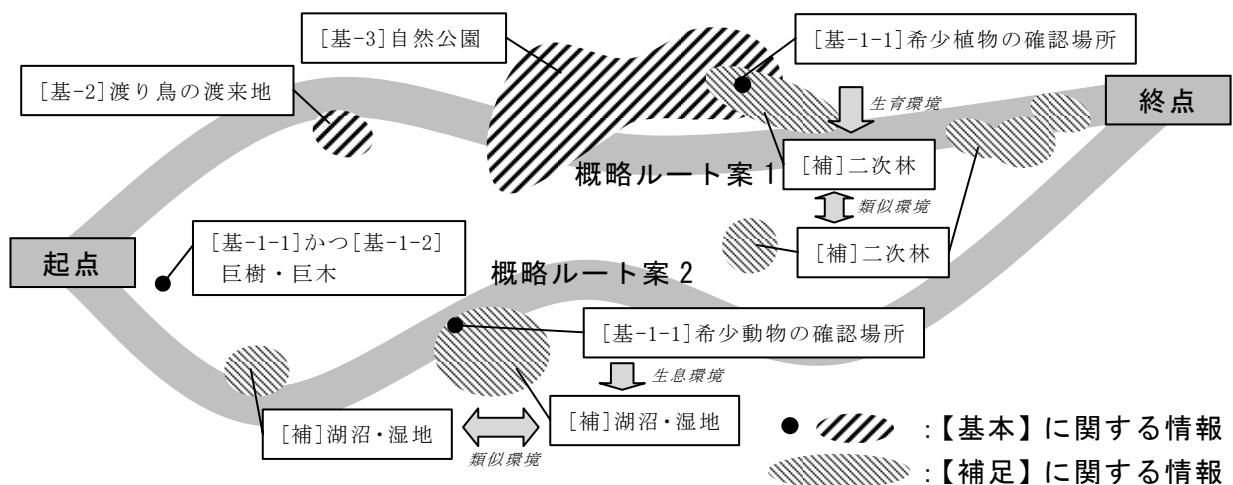 [基-3]自然公園
[基-1-1]希少植物の確認場所
[基-2]渡り鳥の渡来地
生育環境
終点
概略ルート案1
[補]二次林
類似環境
[基-1-1]かつ[基-1-2]
巨樹・巨木
起点
[補]二次林
概略ルート案2
[基-1-1]希少動物の確認場所
生息環境
[補]湖沼・湿地
[補]湖沼・湿地
類似環境
:【基本】に関する情報
:【補足】に関する情報